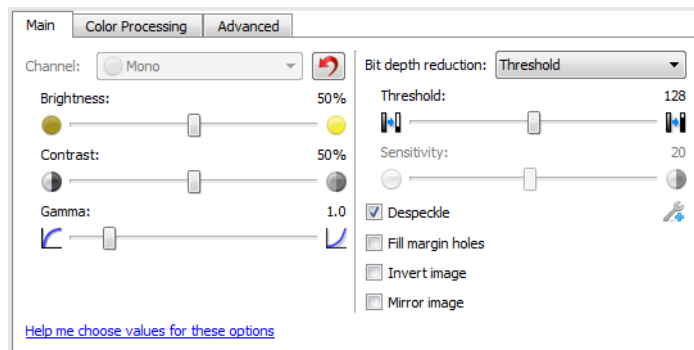 Main Color Processing Advanced
Channel: Mono
Brightness: 50%
Contrast: 50%
Gamma: 1.0
Help me choose values for these options
Bit depth reduction: Threshold
Threshold: 128
Sensitivity: 20
Despeckle
Fill margin holes
Invert image
Mirror image